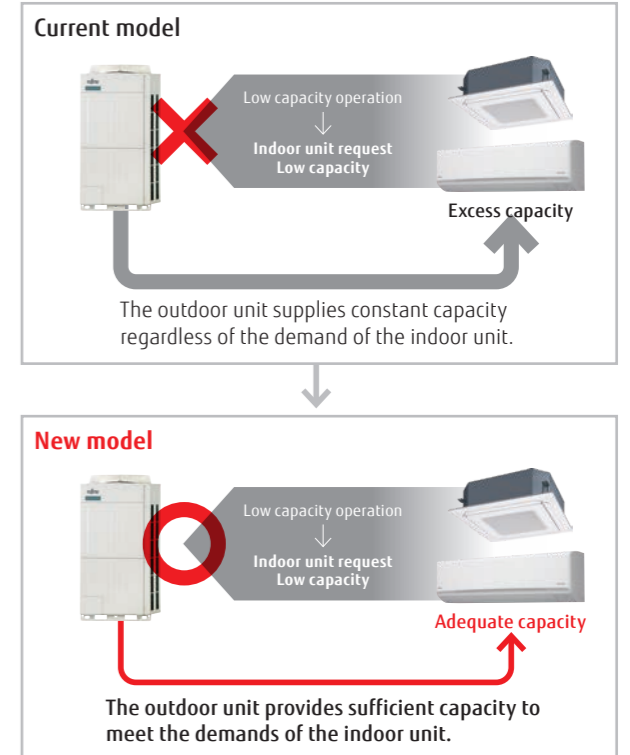 Current model
Low capacity operation
↓
Indoor unit request
Low capacity
Excess capacity
The outdoor unit supplies constant capacity
regardless of the demand of the indoor unit.
New model
Low capacity operation
↓
Indoor unit request
Low capacity
Adequate capacity
The outdoor unit provides sufficient capacity to
meet the demands of the indoor unit.